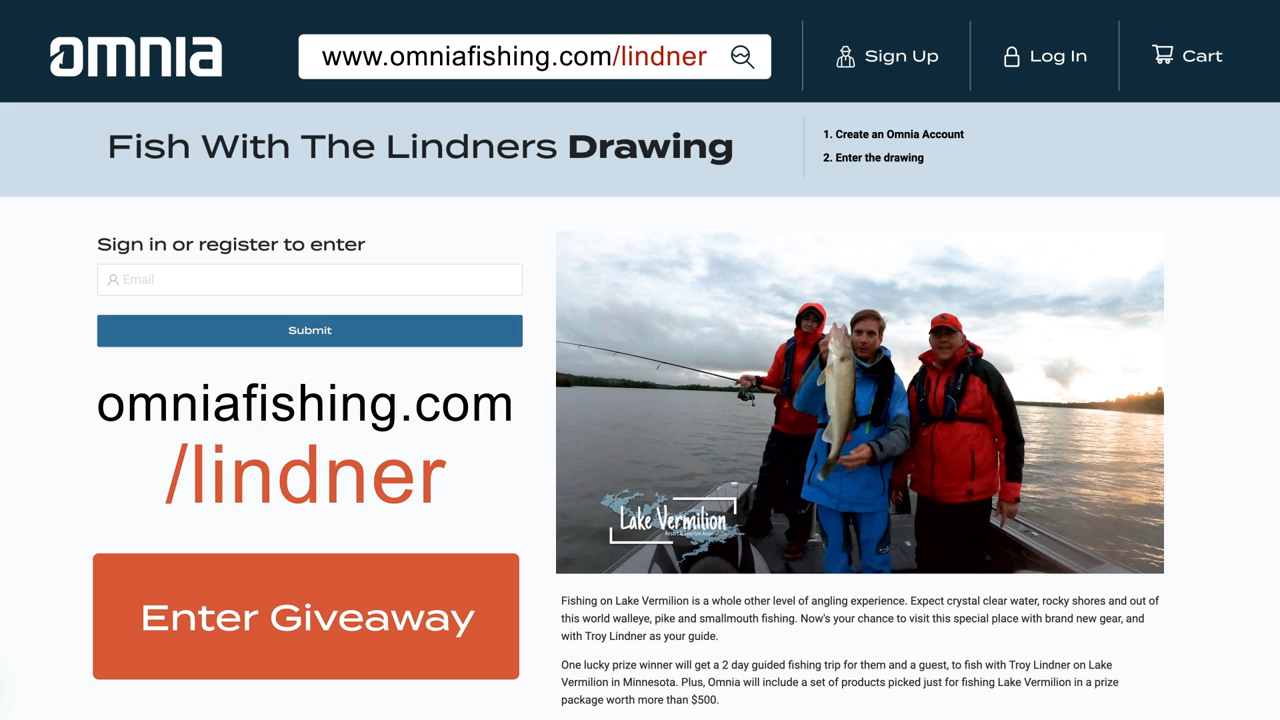 omnia
www.omniafishing.com/lindner
Sign Up
Log In
Cart
Fish With The Lindners Drawing
1. Create an Omnia Account
2. Enter the drawing
Sign in or register to enter
Email
Submit
omniafishing.com
/lindner
Enter Giveaway
Lake Vermilion
Fishing on Lake Vermilion is a whole other level of angling experience. Expect crystal clear water, rocky shores and out of
this world walleye, pike and smallmouth fishing. Now's your chance to visit this special place with brand new gear, and
with Troy Lindner as your guide.
One lucky prize winner will get a 2 day guided fishing trip for them and a guest, to fish with Troy Lindner on Lake
Vermilion in Minnesota. Plus, Omnia will include a set of products picked just for fishing Lake Vermilion in a prize
package worth more than $500.